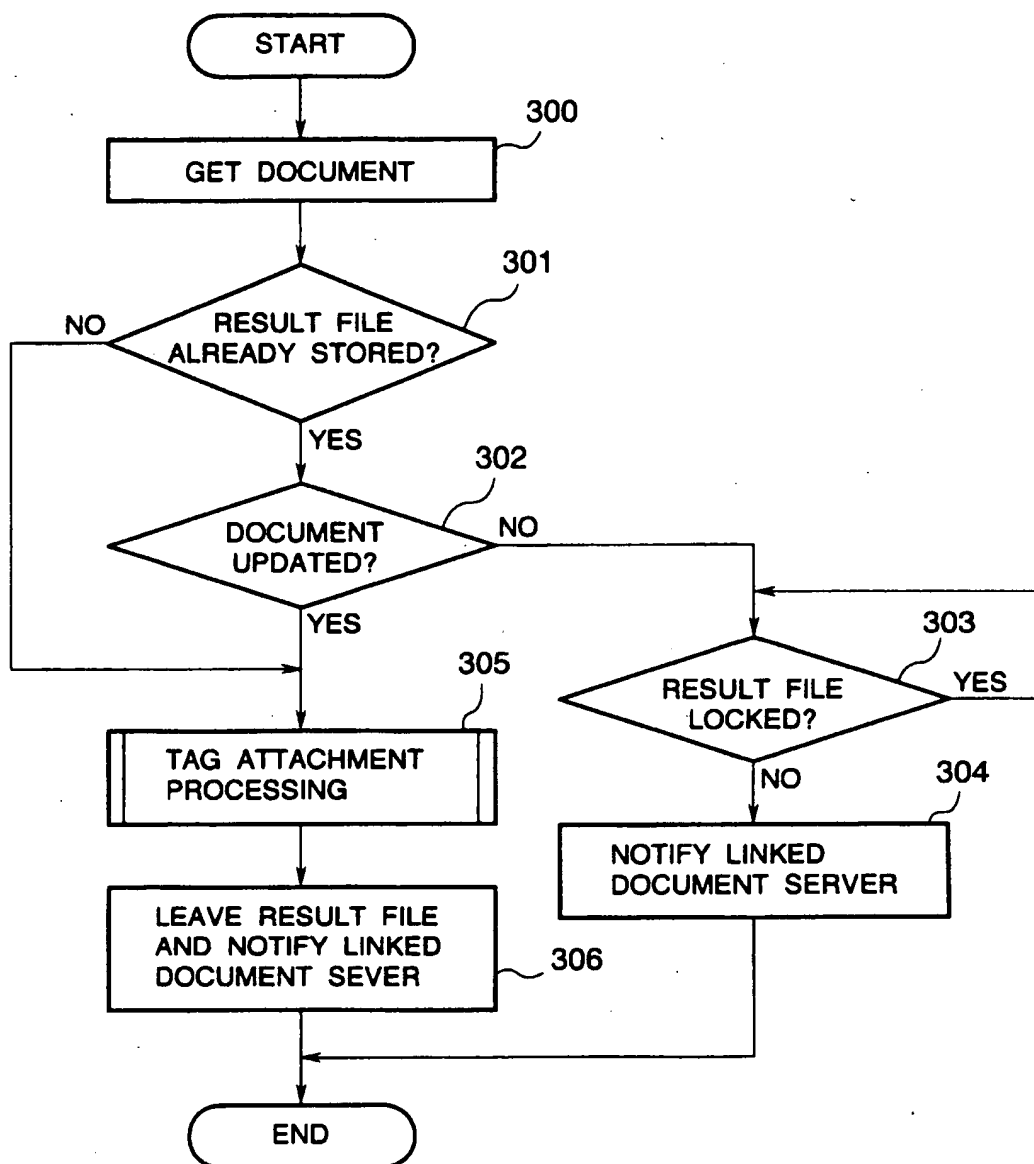 START
300
GET DOCUMENT
301
NO
RESULT FILE
ALREADY STORED?
YES
302
DOCUMENT
UPDATED?
NO
YES
303
RESULT FILE
LOCKED?
YES
NO
305
TAG ATTACHMENT
PROCESSING
304
NOTIFY LINKED
DOCUMENT SERVER
LEAVE RESULT FILE
AND NOTIFY LINKED
DOCUMENT SEVER
306
END